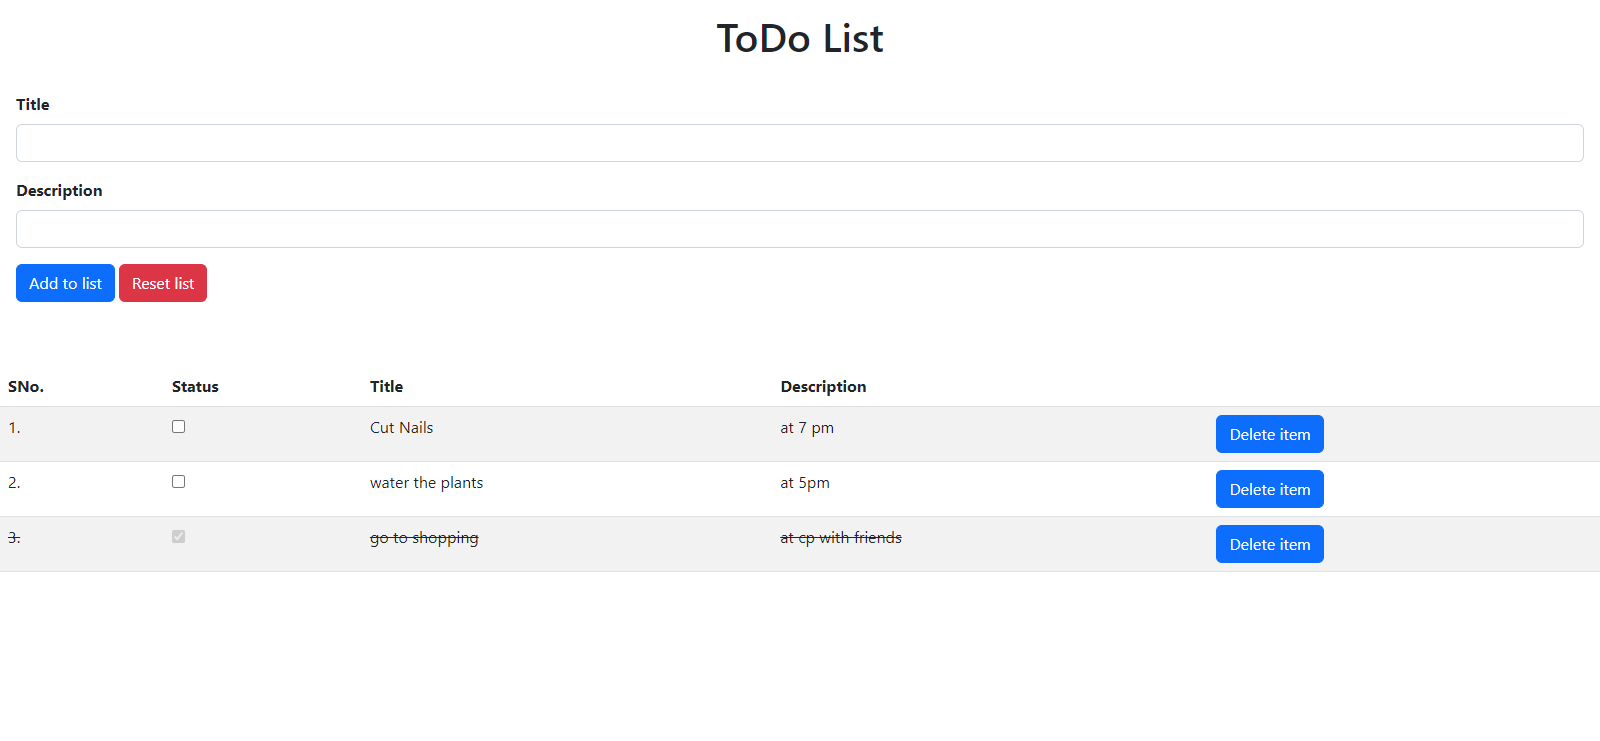 ToDo List
Title
Description
Add to list Reset list
SNo. Status Title Description
1. Cut Nails at 7 pm Delete item
2. water the plants at 5pm Delete item
3. go to shopping at cp with friends Delete item